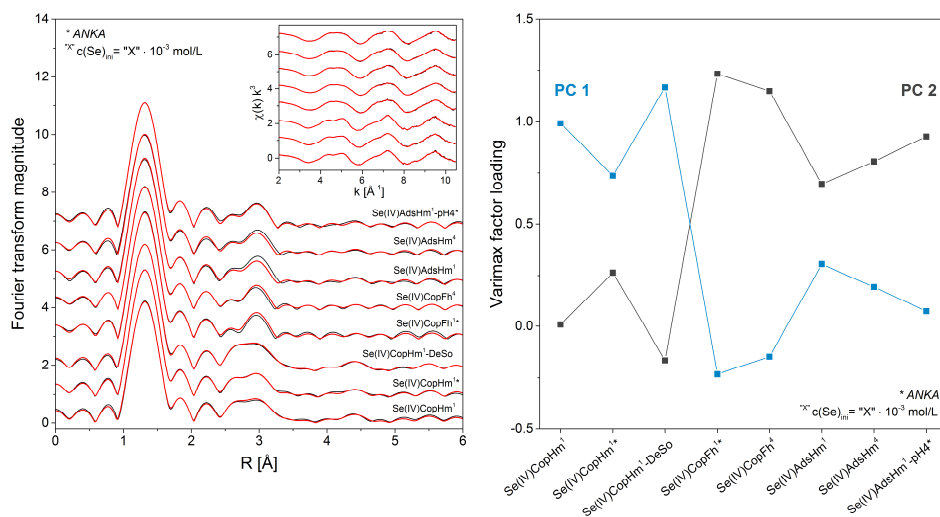 14
12
10
8
6
4
2
0
Fourier transform magnitude
* ANKA
"X" c(Se)ini= "X" · 10-3 mol/L
6
4
2
0
χ(k) k3
2
4
6
8
10
k [Å-1]
Se(IV)AdsHm1-pH4*
Se(IV)AdsHm4
Se(IV)AdsHm1
Se(IV)CopFh4
Se(IV)CopFh1*
Se(IV)CopHm1-DeSo
Se(IV)CopHm1*
Se(IV)CopHm1
0
1
2
3
4
5
6
R [Å]
1.5
1.0
0.5
0.0
-0.5
Varimax factor loading
PC 1
PC 2
* ANKA
"X" c(Se)ini= "X" · 10-3 mol/L
Se(IV)CopHm1
Se(IV)CopHm1*
Se(IV)CopHm1-DeSo
Se(IV)CopFh1*
Se(IV)CopFh4
Se(IV)AdsHm1
Se(IV)AdsHm4
Se(IV)AdsHm1-pH4*